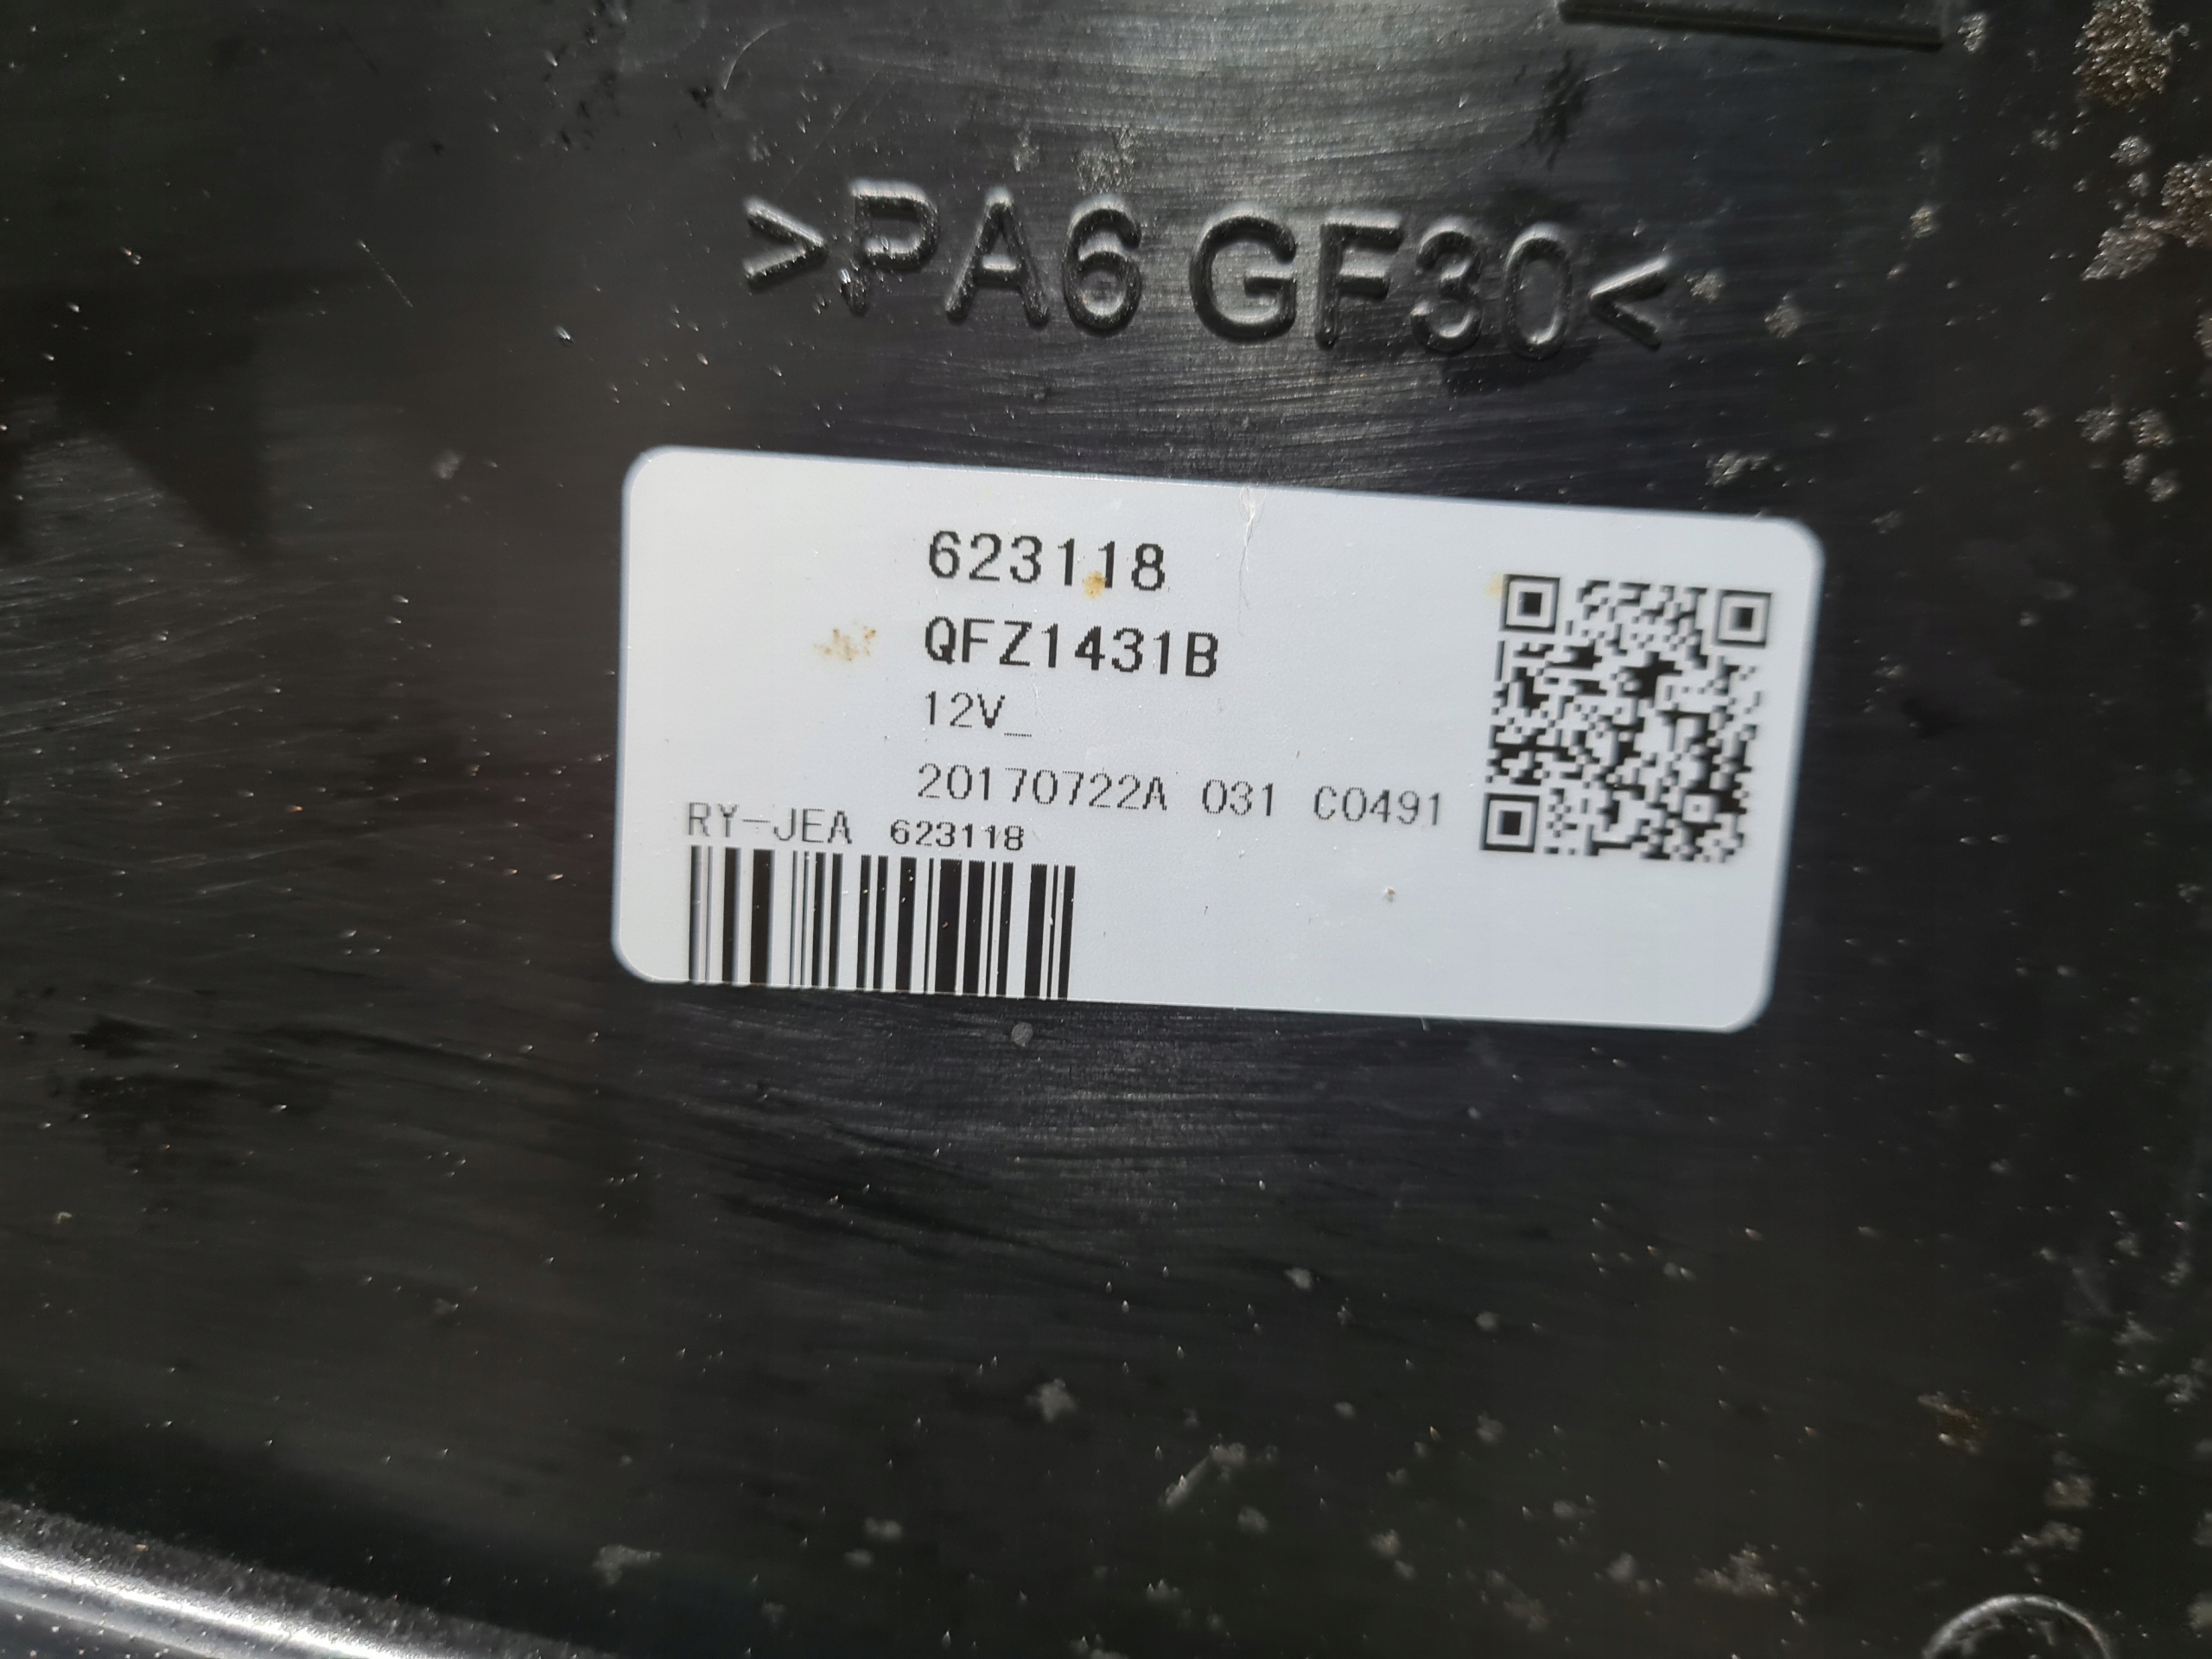 >PA6 GF30<
623118
QFZ1431B
12V_
20170722A 031 C0491
RY-JEA 623118